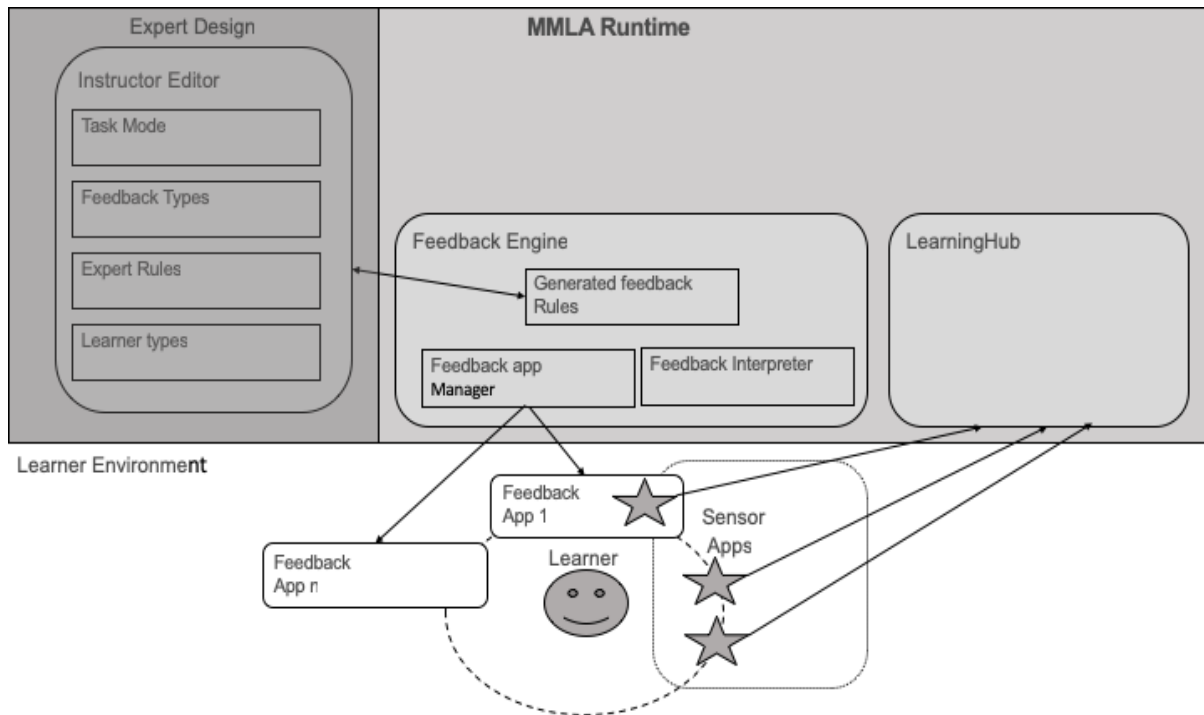 Expert Design
MMLA Runtime
Instructor Editor
Task Mode
Feedback Types
Expert Rules
Learner types
Feedback Engine
Generated feedback
Rules
Feedback app
Manager
Feedback Interpreter
LearningHub
Learner Environment
Feedback
App 1
Sensor
Apps
Learner
Feedback
App n